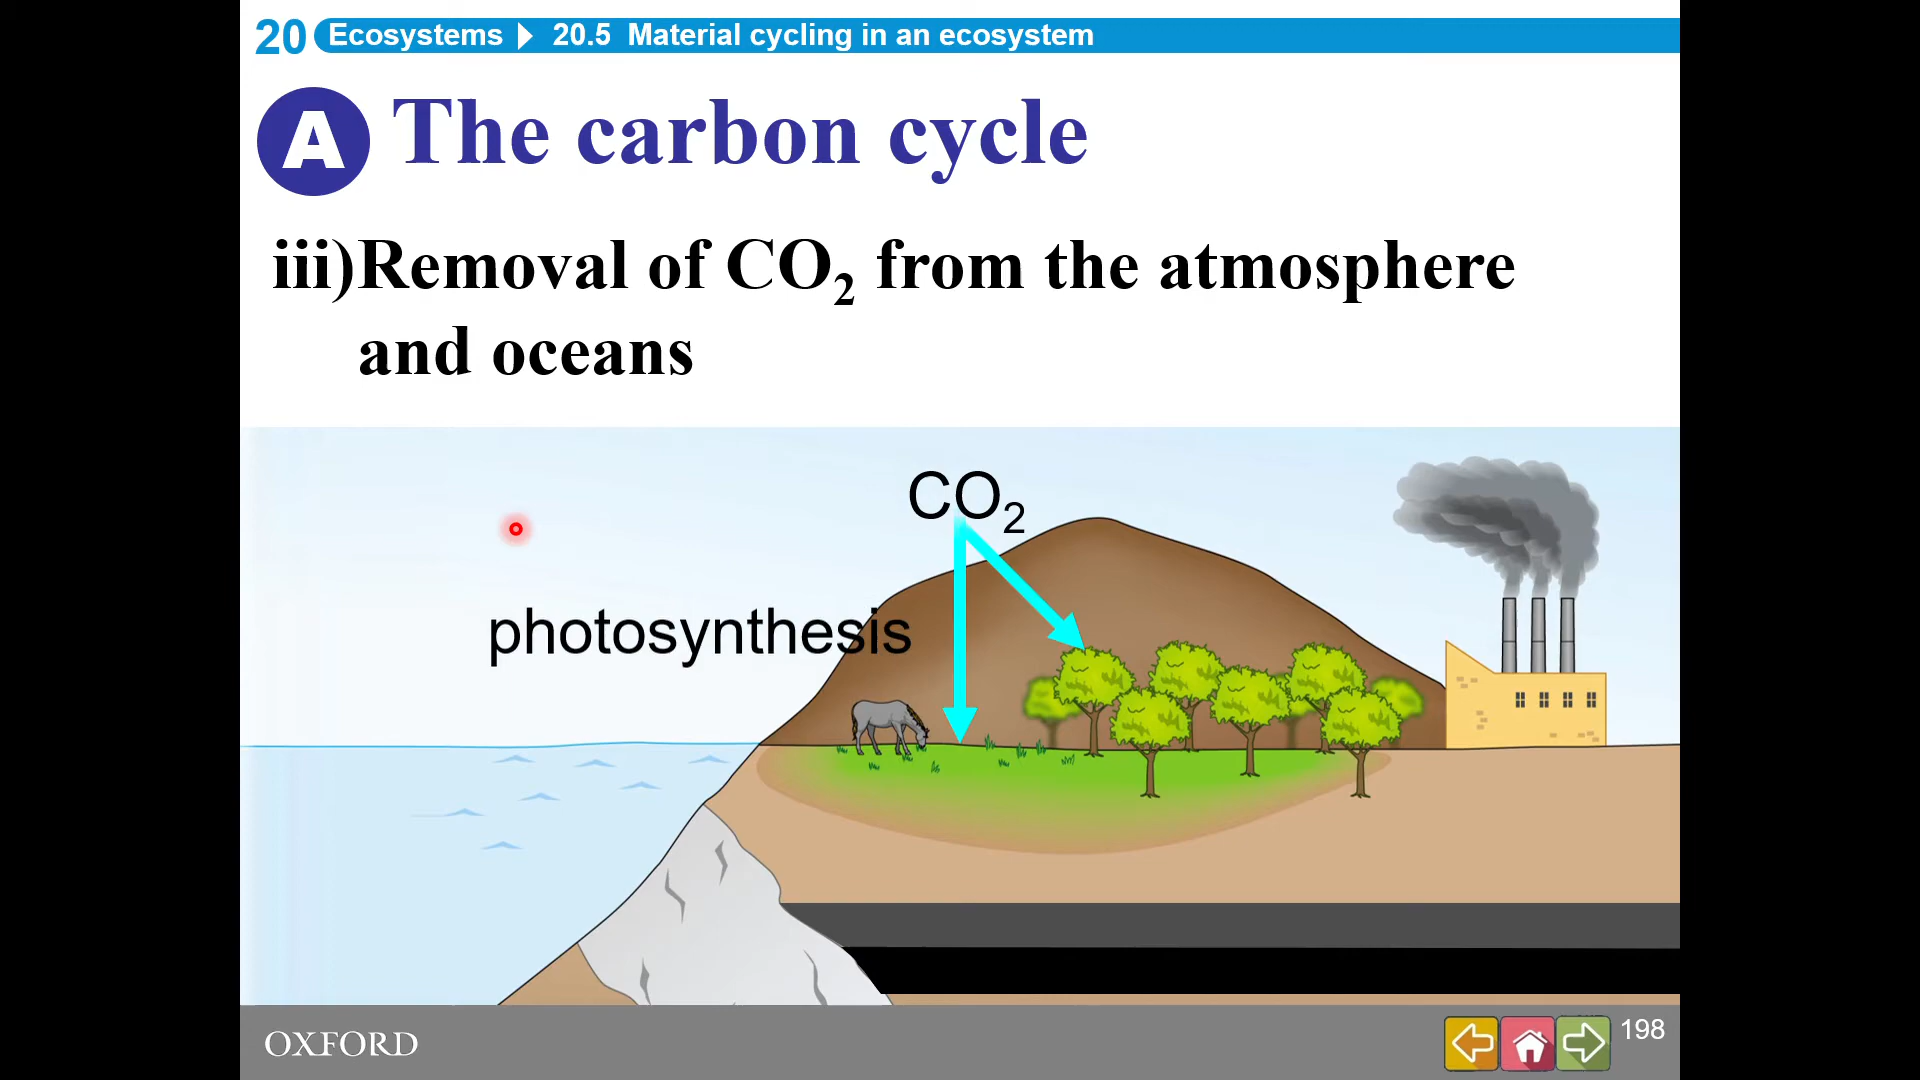 20 Ecosystems 20.5 Material cycling in an ecosystem
A The carbon cycle
iii)Removal of CO₂ from the atmosphere
and oceans
CO₂
photosynthesis
OXFORD
198